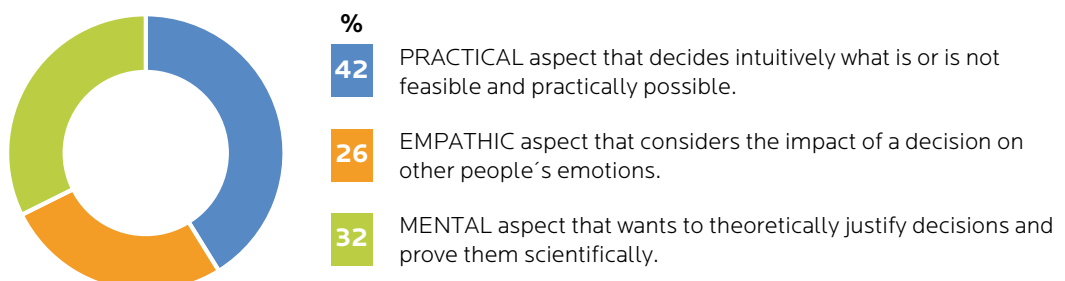 %
42 PRACTICAL aspect that decides intuitively what is or is not
feasible and practically possible.
26 EMPATHIC aspect that considers the impact of a decision on
other people´s emotions.
32 MENTAL aspect that wants to theoretically justify decisions and
prove them scientifically.